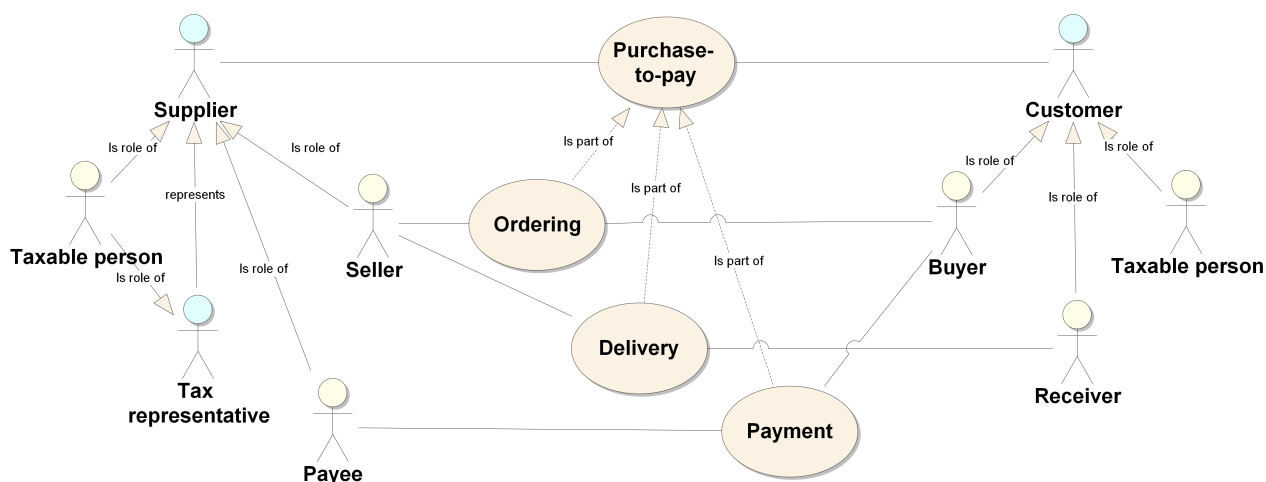 Purchase-
to-pay
Supplier
Customer
Is role of
Is role of
Is part of
Is role of
Is role of
represents
Is part of
Is role of
Ordering
Taxable person
Seller
Buyer
Taxable person
Is role of
Is role of
Is part of
Delivery
Tax
representative
Receiver
Payment
Payee